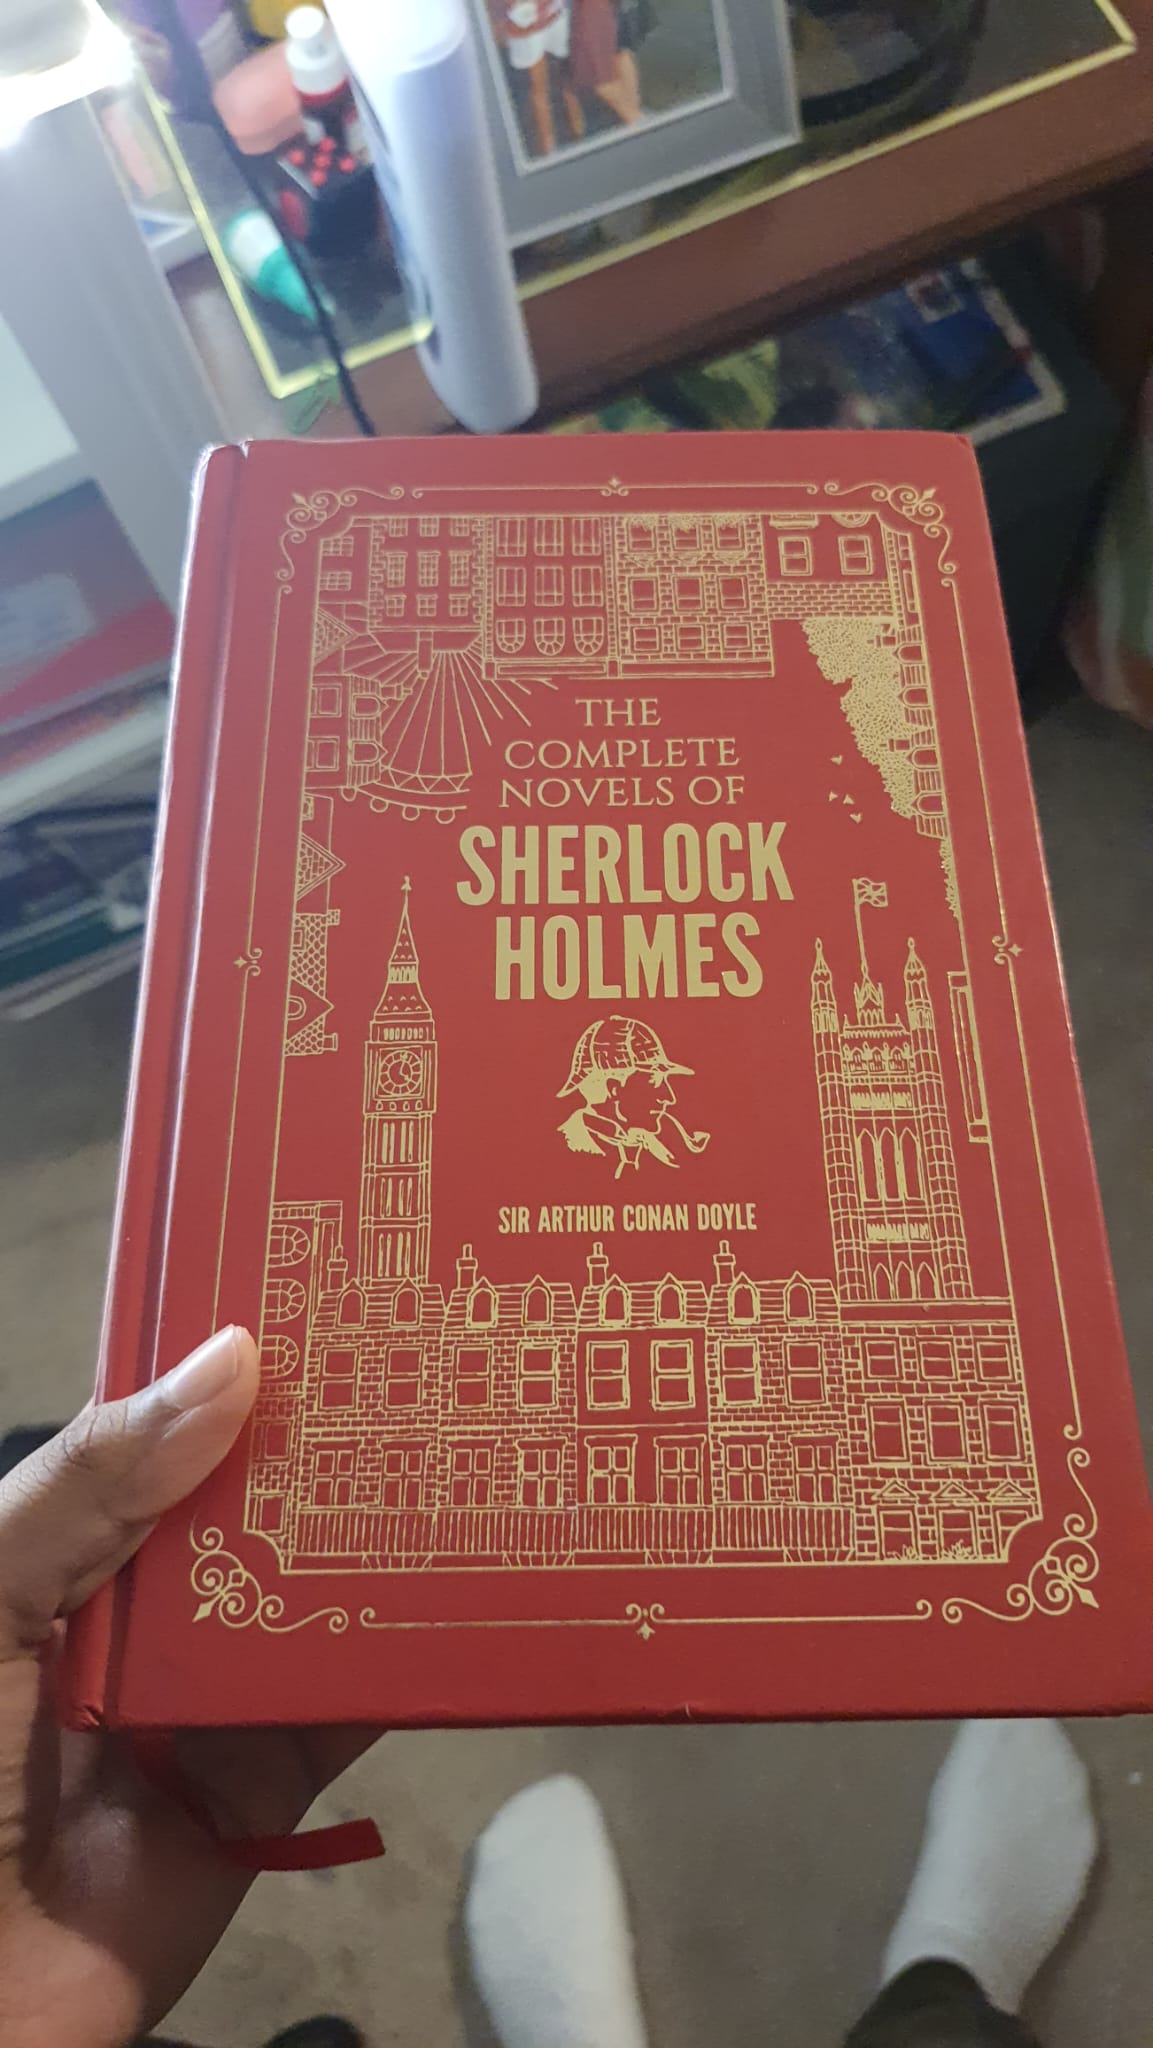 THE
COMPLETE
NOVELS OF
SHERLOCK
HOLMES
SIR ARTHUR CONAN DOYLE